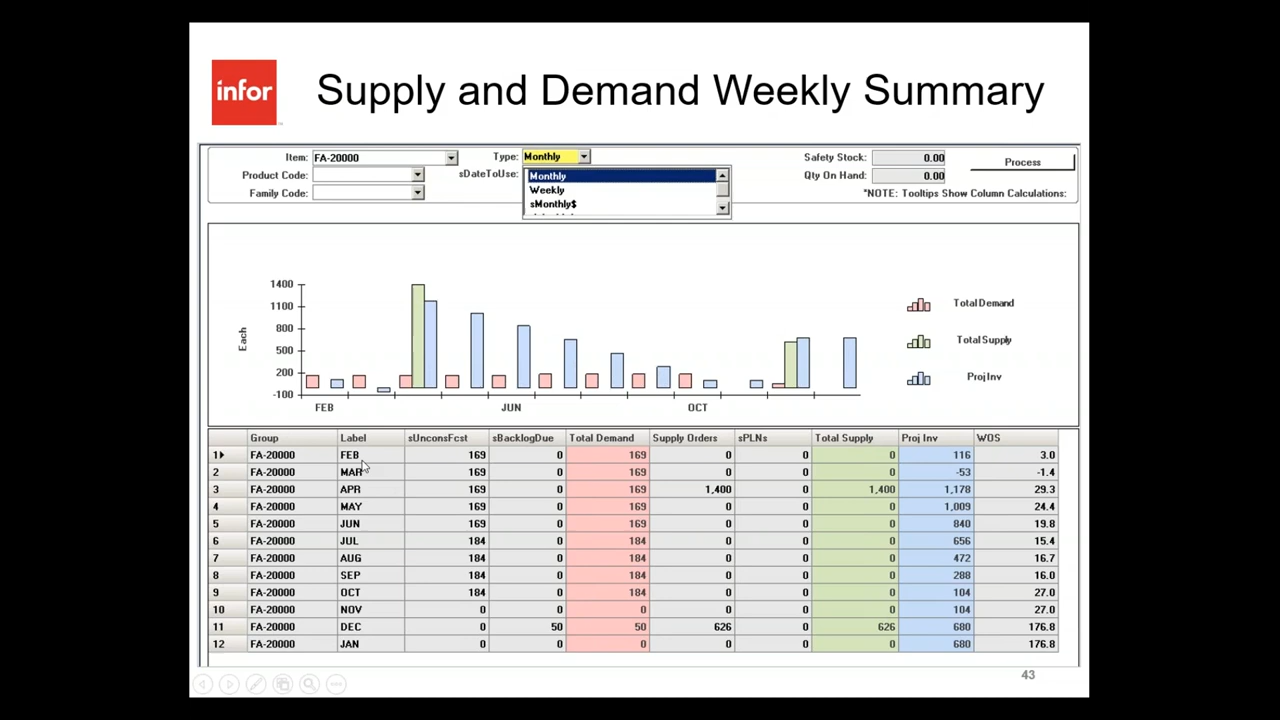 infor
Supply and Demand Weekly Summary
Item: FA-20000 Type: Monthly Safety Stock: 0.00 Process
Product Code: sDateToUse: Monthly Qty On Hand: 0.00
Family Code: Weekly *NOTE: Tooltips Show Column Calculations:
sMonthly$
1400
1100
800
500
200
-100
Each
FEB JUN OCT
Total Demand
Total Supply
Proj Inv
Group Label sUnconsFcst sBacklogDue Total Demand Supply Orders sPLNs Total Supply Proj Inv WOS
1 FA-20000 FEB 169 0 169 0 0 0 116 3.0
2 FA-20000 MAR 169 0 169 0 0 0 -53 -1.4
3 FA-20000 APR 169 0 169 1,400 0 1,400 1,178 29.3
4 FA-20000 MAY 169 0 169 0 0 0 1,009 24.4
5 FA-20000 JUN 169 0 169 0 0 0 840 19.8
6 FA-20000 JUL 184 0 184 0 0 0 656 15.4
7 FA-20000 AUG 184 0 184 0 0 0 472 16.7
8 FA-20000 SEP 184 0 184 0 0 0 288 16.0
9 FA-20000 OCT 184 0 184 0 0 0 104 27.0
10 FA-20000 NOV 0 0 0 0 0 0 104 27.0
11 FA-20000 DEC 0 50 50 626 0 626 680 176.8
12 FA-20000 JAN 0 0 0 0 0 0 680 176.8
43